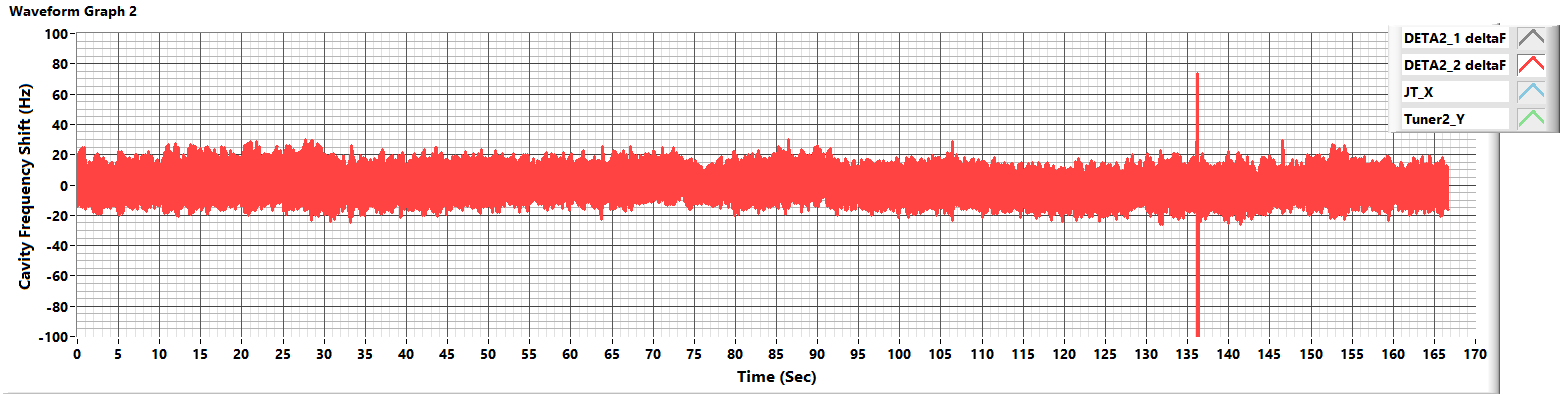 Waveform Graph 2
DETA2_1 deltaF
DETA2_2 deltaF
JT_X
Tuner2_Y
Cavity Frequency Shift (Hz)
100
80
60
40
20
0
-20
-40
-60
-80
-100
0 5 10 15 20 25 30 35 40 45 50 55 60 65 70 75 80 85 90 95 100 105 110 115 120 125 130 135 140 145 150 155 160 165 170
Time (Sec)